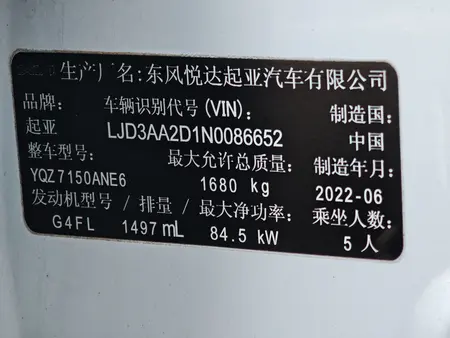 生产厂名:东风悦达起亚汽车有限公司
品牌: 车辆识别代号(VIN): 制造国:
起亚 LJD3AA2D1N0086652 中国
整车型号: 最大允许总质量: 制造年月:
YQZ7150ANE6 1680 kg 2022-06
发动机型号 / 排量 / 最大净功率: 乘坐人数:
G4FL 1497 mL 84.5 kW 5 人